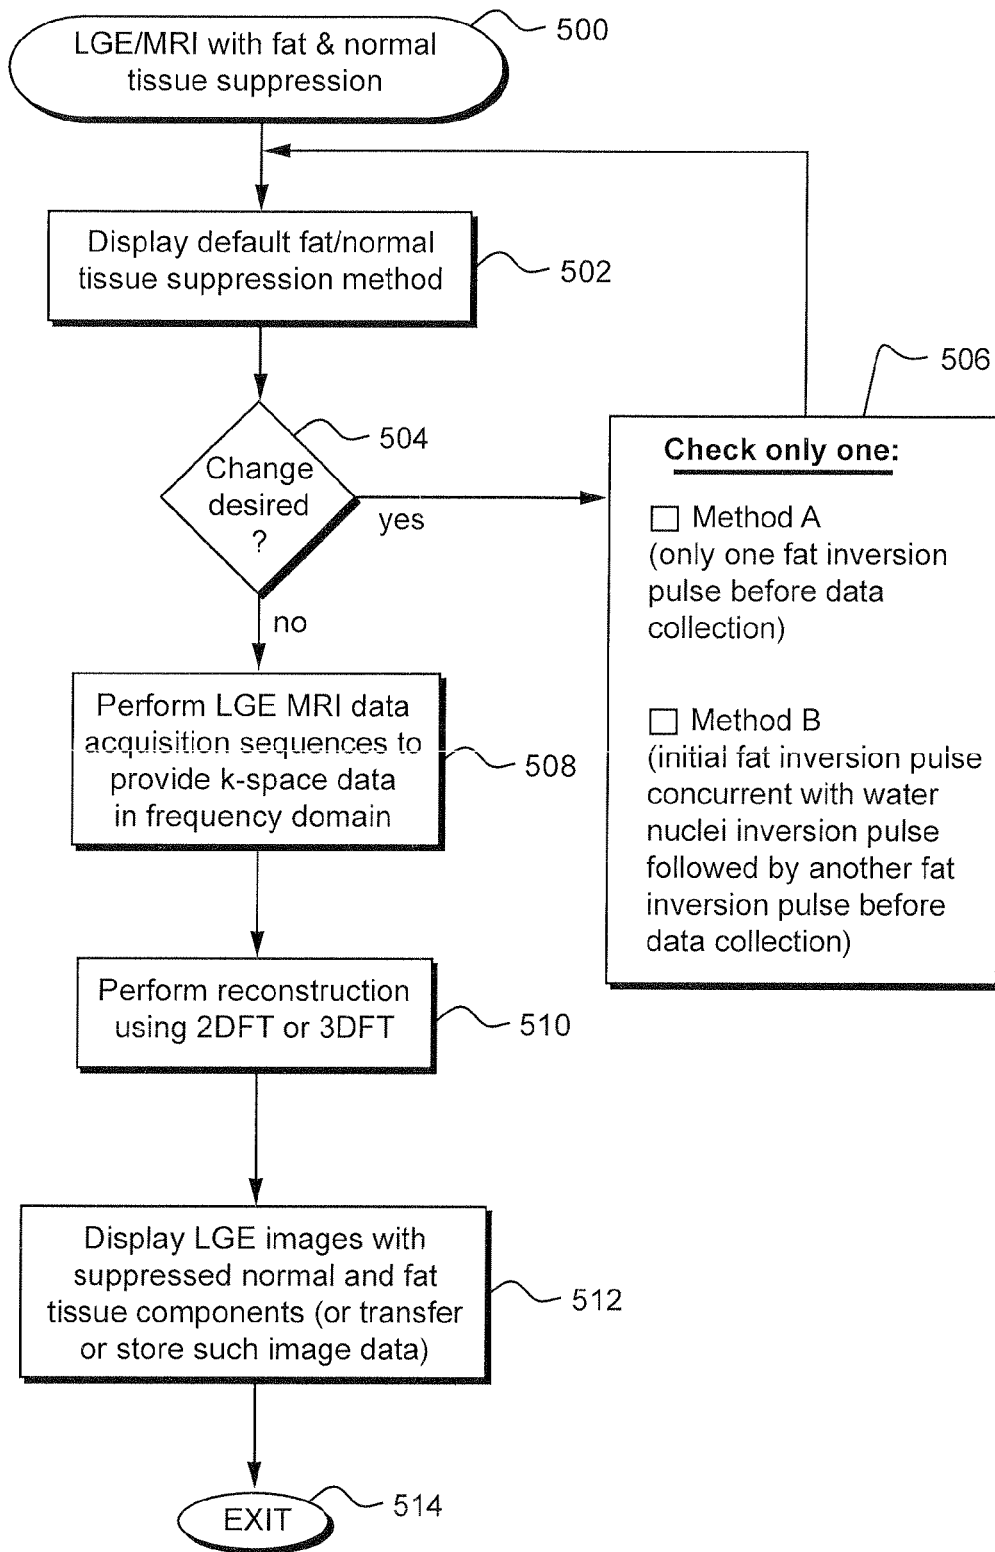 LGE/MRI with fat & normal
tissue suppression
500
Display default fat/normal
tissue suppression method
502
Change
desired
?
504
yes
no
506
Check only one:
☐ Method A
(only one fat inversion
pulse before data
collection)
☐ Method B
(initial fat inversion pulse
concurrent with water
nuclei inversion pulse
followed by another fat
inversion pulse before
data collection)
Perform LGE MRI data
acquisition sequences to
provide k-space data
in frequency domain
508
Perform reconstruction
using 2DFT or 3DFT
510
Display LGE images with
suppressed normal and fat
tissue components (or transfer
or store such image data)
512
EXIT
514